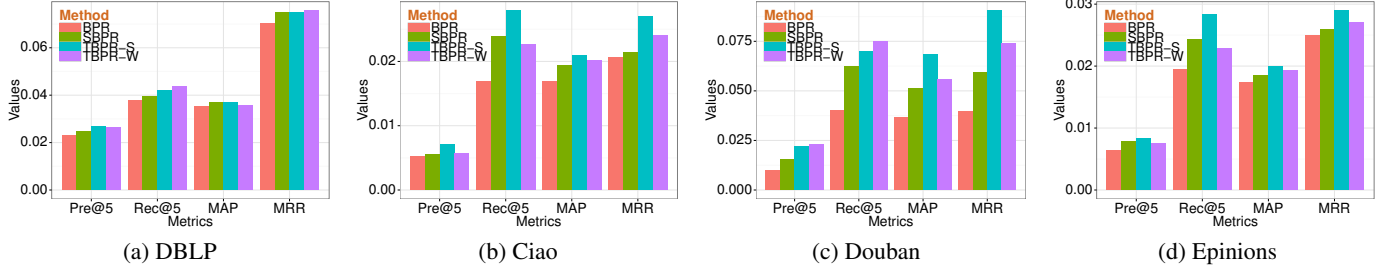 Method
BPR
SBPR
TBPR-S
TBPR-W
Values
0.06
0.04
0.02
0.00
Pre@5 Rec@5 MAP MRR
Metrics
(a) DBLP
Method
BPR
SBPR
TBPR-S
TBPR-W
Values
0.02
0.01
0.00
Pre@5 Rec@5 MAP MRR
Metrics
(b) Ciao
Method
BPR
SBPR
TBPR-S
TBPR-W
Values
0.075
0.050
0.025
0.000
Pre@5 Rec@5 MAP MRR
Metrics
(c) Douban
Method
BPR
SBPR
TBPR-S
TBPR-W
Values
0.03
0.02
0.01
0.00
Pre@5 Rec@5 MAP MRR
Metrics
(d) Epinions